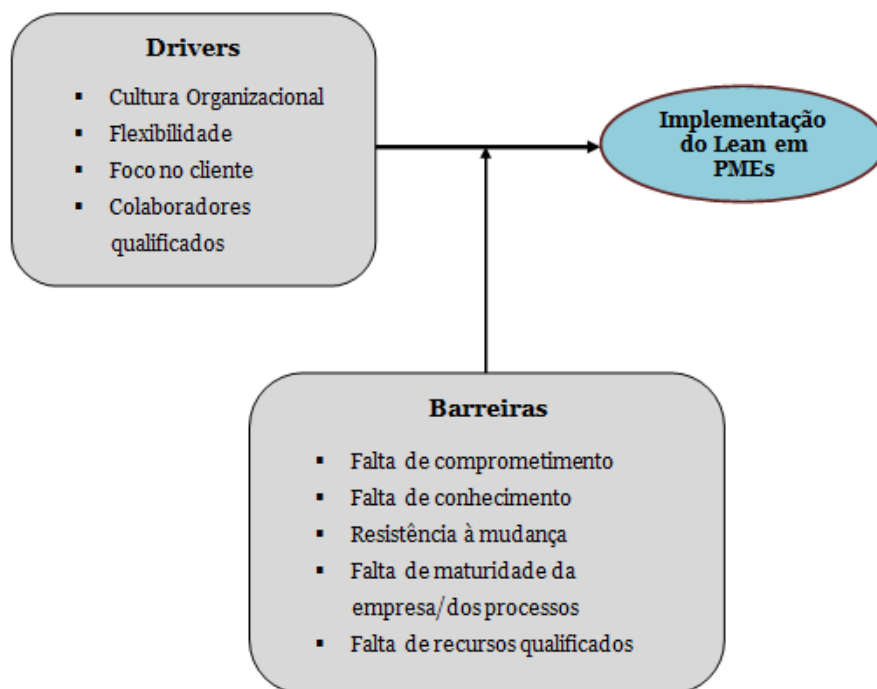 Drivers
▪ Cultura Organizacional
▪ Flexibilidade
▪ Foco no cliente
▪ Colaboradores
qualificados
Implementação
do Lean em
PMEs
Barreiras
▪ Falta de comprometimento
▪ Falta de conhecimento
▪ Resistência à mudança
▪ Falta de maturidade da
empresa/dos processos
▪ Falta de recursos qualificados